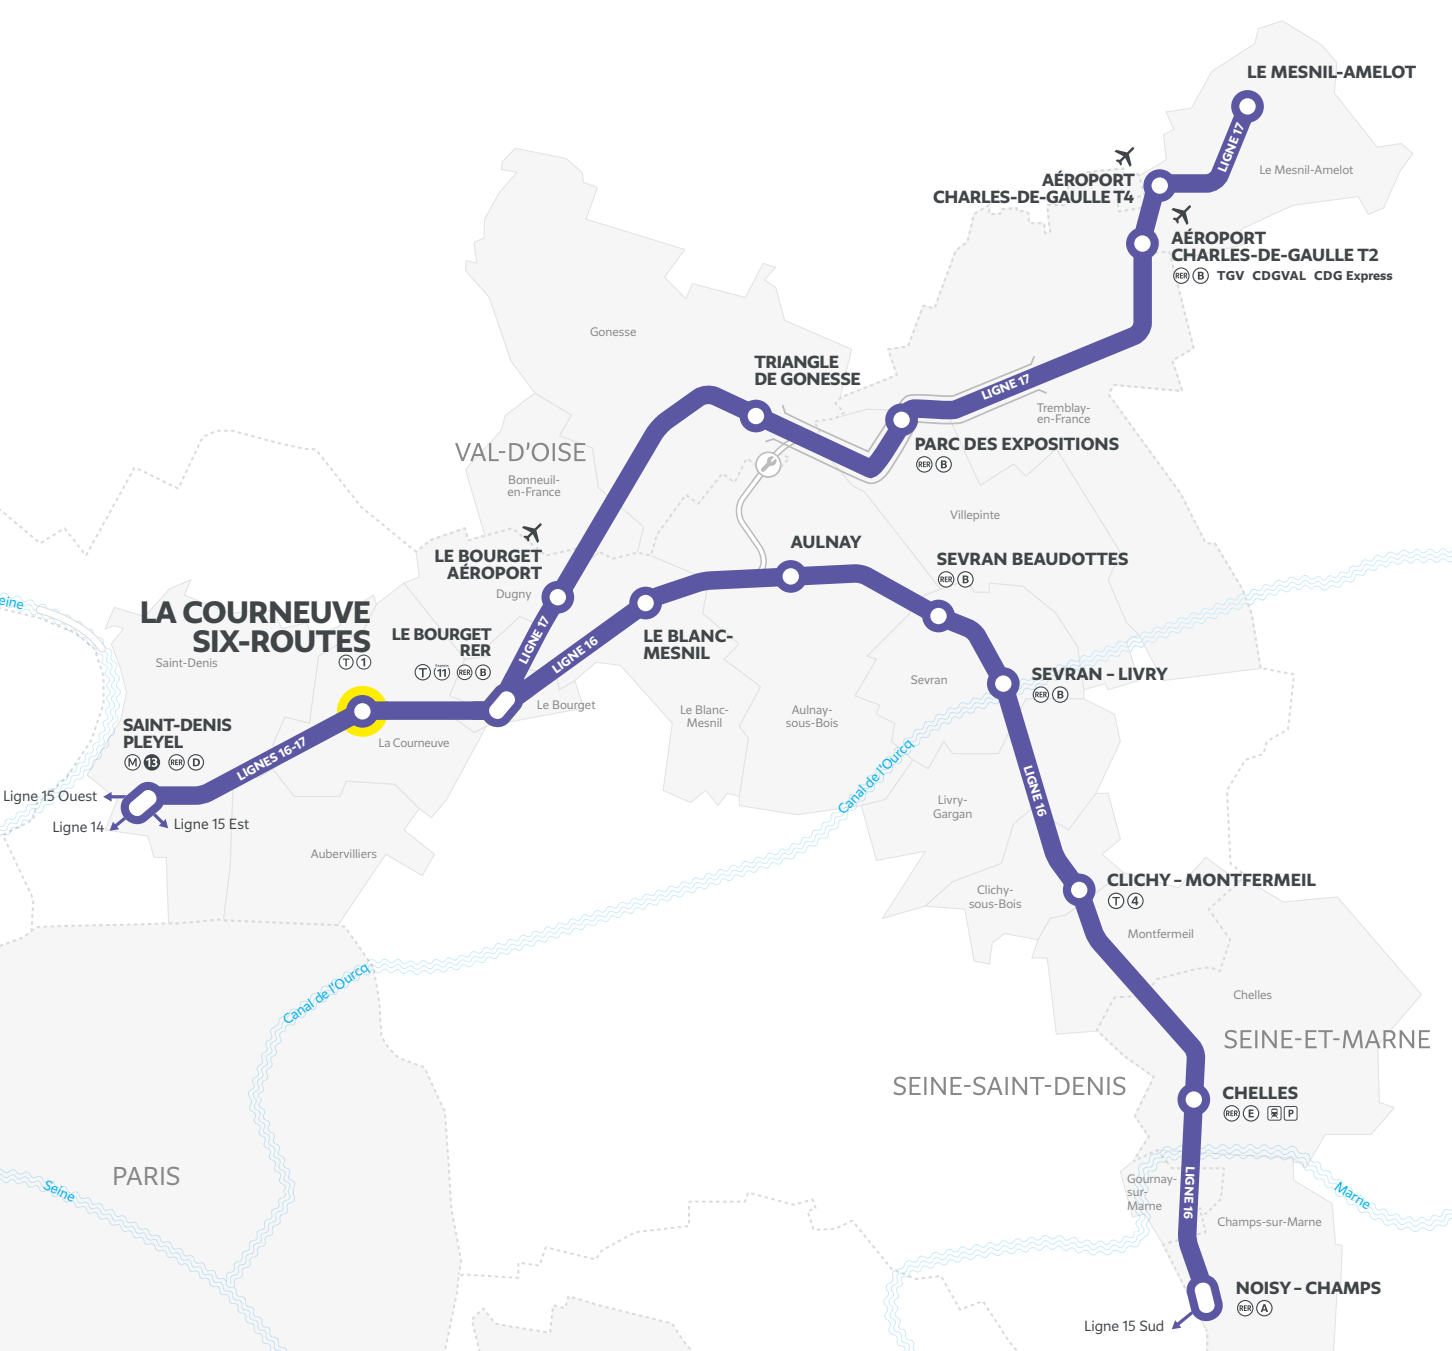 LE MESNIL-AMELOT
LIGNE 17
Le Mesnil-Amelot
AÉROPORT
CHARLES-DE-GAULLE T4
AÉROPORT
CHARLES-DE-GAULLE T2
RER B TGV CDGVAL CDG Express
Gonesse
TRIANGLE
DE GONESSE
LIGNE 17
Tremblay-
en-France
PARC DES EXPOSITIONS
RER B
VAL-D'OISE
Bonneuil-
en-France
Villepinte
LE BOURGET
AÉROPORT
Dugny
AULNAY
SEVRAN BEAUDOTTES
RER B
eine
LA COURNEUVE
SIX-ROUTES
T 1
Saint-Denis
LE BOURGET
RER
T Express 11 RER B
LIGNE 17
LIGNE 16
LE BLANC-
MESNIL
Sevran
SEVRAN – LIVRY
RER B
Le Bourget
Le Blanc-
Mesnil
Aulnay-
sous-Bois
SAINT-DENIS
PLEYEL
M 13 RER D
La Courneuve
LIGNES 16-17
Ligne 15 Ouest
Ligne 14
Ligne 15 Est
Canal de l'Ourcq
LIGNE 16
Livry-
Gargan
Aubervilliers
Clichy-
sous-Bois
CLICHY – MONTFERMEIL
T 4
Montfermeil
Canal de l'Ourcq
Chelles
SEINE-ET-MARNE
SEINE-SAINT-DENIS
CHELLES
RER E P
PARIS
Seine
Gournay-
sur-
Marne
LIGNE 16
Marne
Champs-sur-Marne
NOISY – CHAMPS
RER A
Ligne 15 Sud